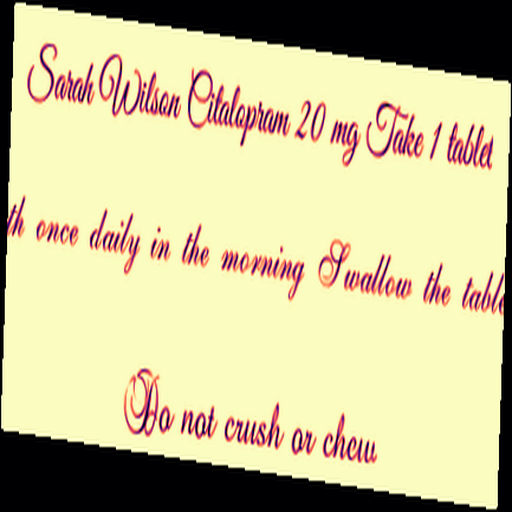 Sarah Wilson Citalopram 20 mg Take 1 tablet
once daily in the morning Swallow the
Do not crush or chew